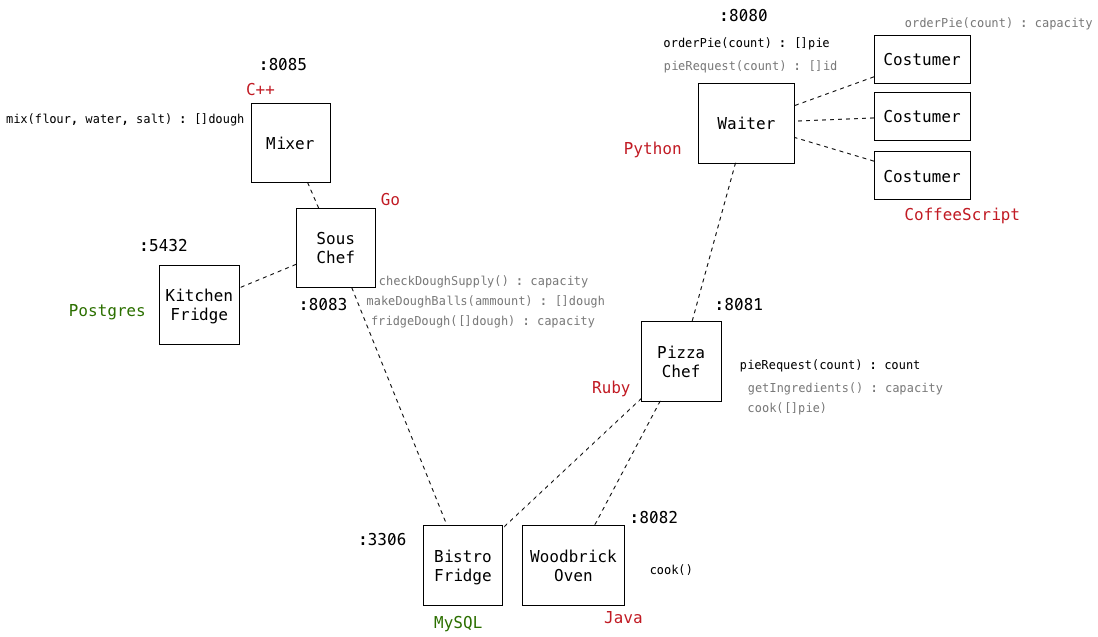 :8080
orderPie(count) : capacity
orderPie(count) : []pie
pieRequest(count) : []id
Costumer
Costumer
Costumer
CoffeeScript
Waiter
Python
:8085
C++
mix(flour, water, salt) : []dough
Mixer
Go
Sous
Chef
:8083
checkDoughSupply() : capacity
makeDoughBalls(ammount) : []dough
fridgeDough([]dough) : capacity
:5432
Kitchen
Fridge
Postgres
:8081
Pizza
Chef
Ruby
pieRequest(count) : count
getIngredients() : capacity
cook([]pie)
:3306
Bistro
Fridge
MySQL
:8082
Woodbrick
Oven
cook()
Java